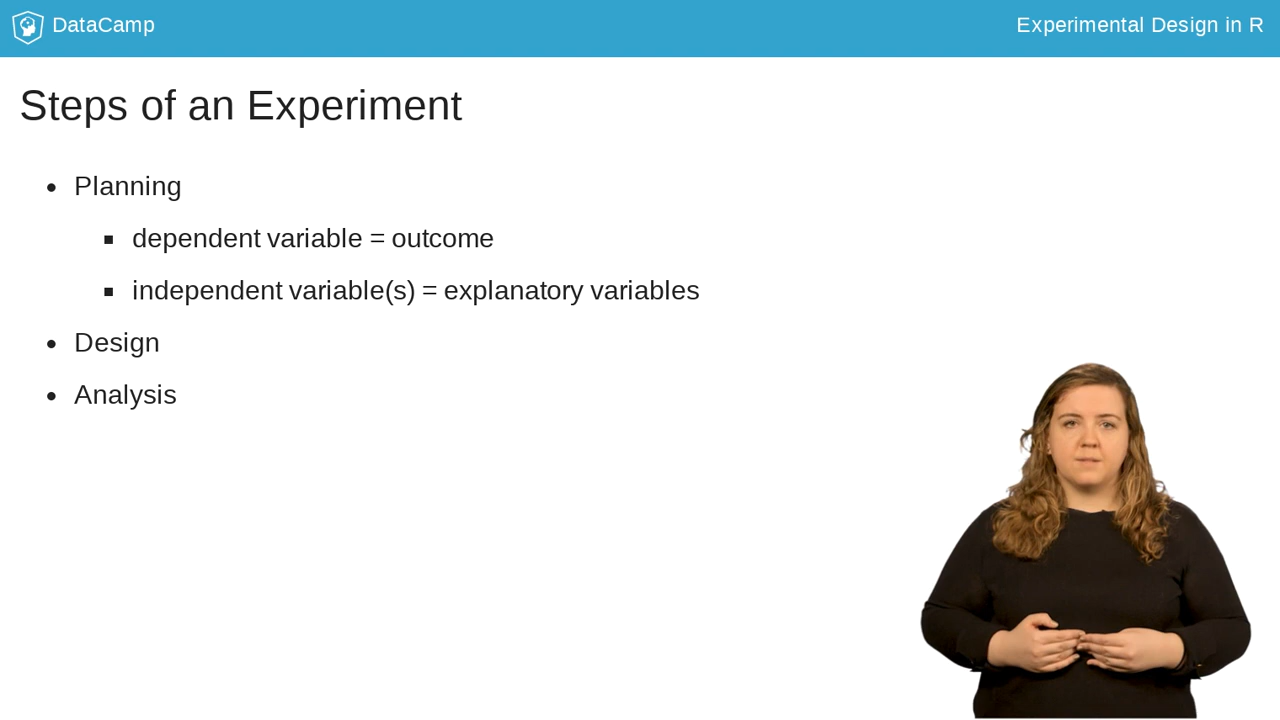 DataCamp
Experimental Design in R
Steps of an Experiment
Planning
dependent variable = outcome
independent variable(s) = explanatory variables
Design
Analysis